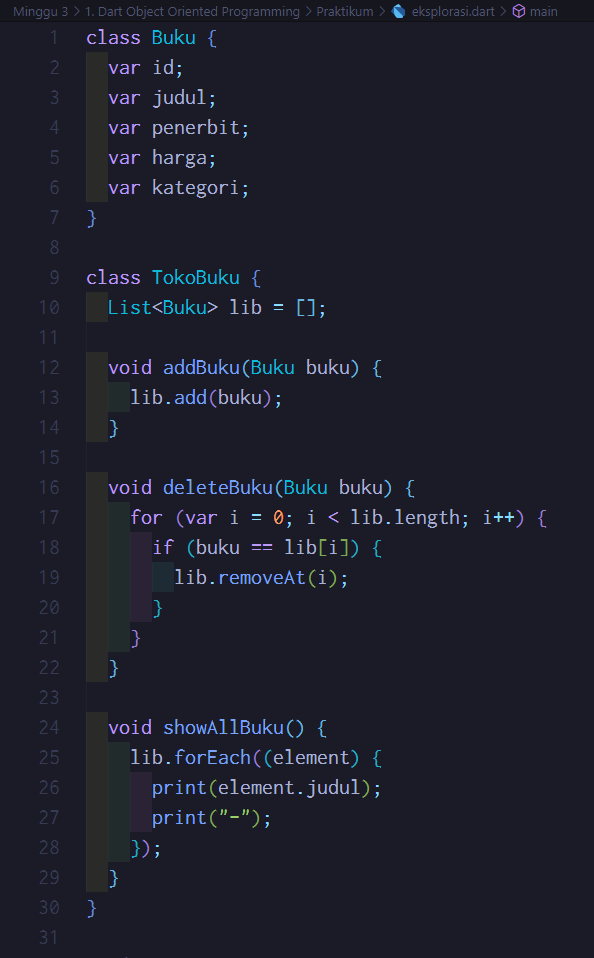 Minggu 3 > 1. Dart Object Oriented Programming > Praktikum > eksplorasi.dart > main
1 class Buku {
2   var id;
3   var judul;
4   var penerbit;
5   var harga;
6   var kategori;
7 }
8
9 class TokoBuku {
10   List<Buku> lib = [];
11
12   void addBuku(Buku buku) {
13     lib.add(buku);
14   }
15
16   void deleteBuku(Buku buku) {
17     for (var i = 0; i < lib.length; i++) {
18       if (buku == lib[i]) {
19         lib.removeAt(i);
20       }
21     }
22   }
23
24   void showAllBuku() {
25     lib.forEach((element) {
26       print(element.judul);
27       print("-");
28     });
29   }
30 }
31